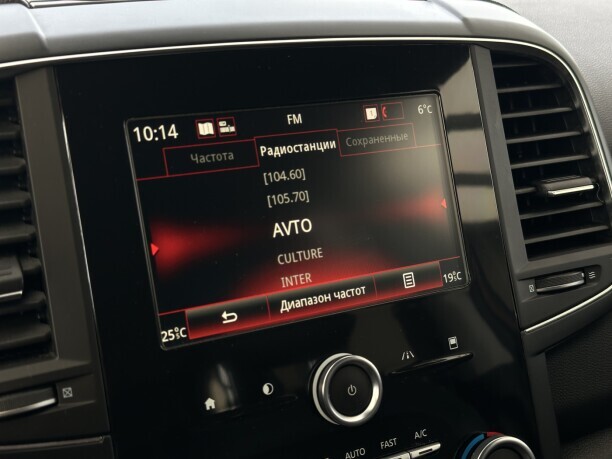 10:14 FM 6°C
Частота Радиостанции Сохраненные
[104.60]
[105.70]
AVTO
CULTURE
INTER
25°C Диапазон частот 19°C
AUTO FAST A/C